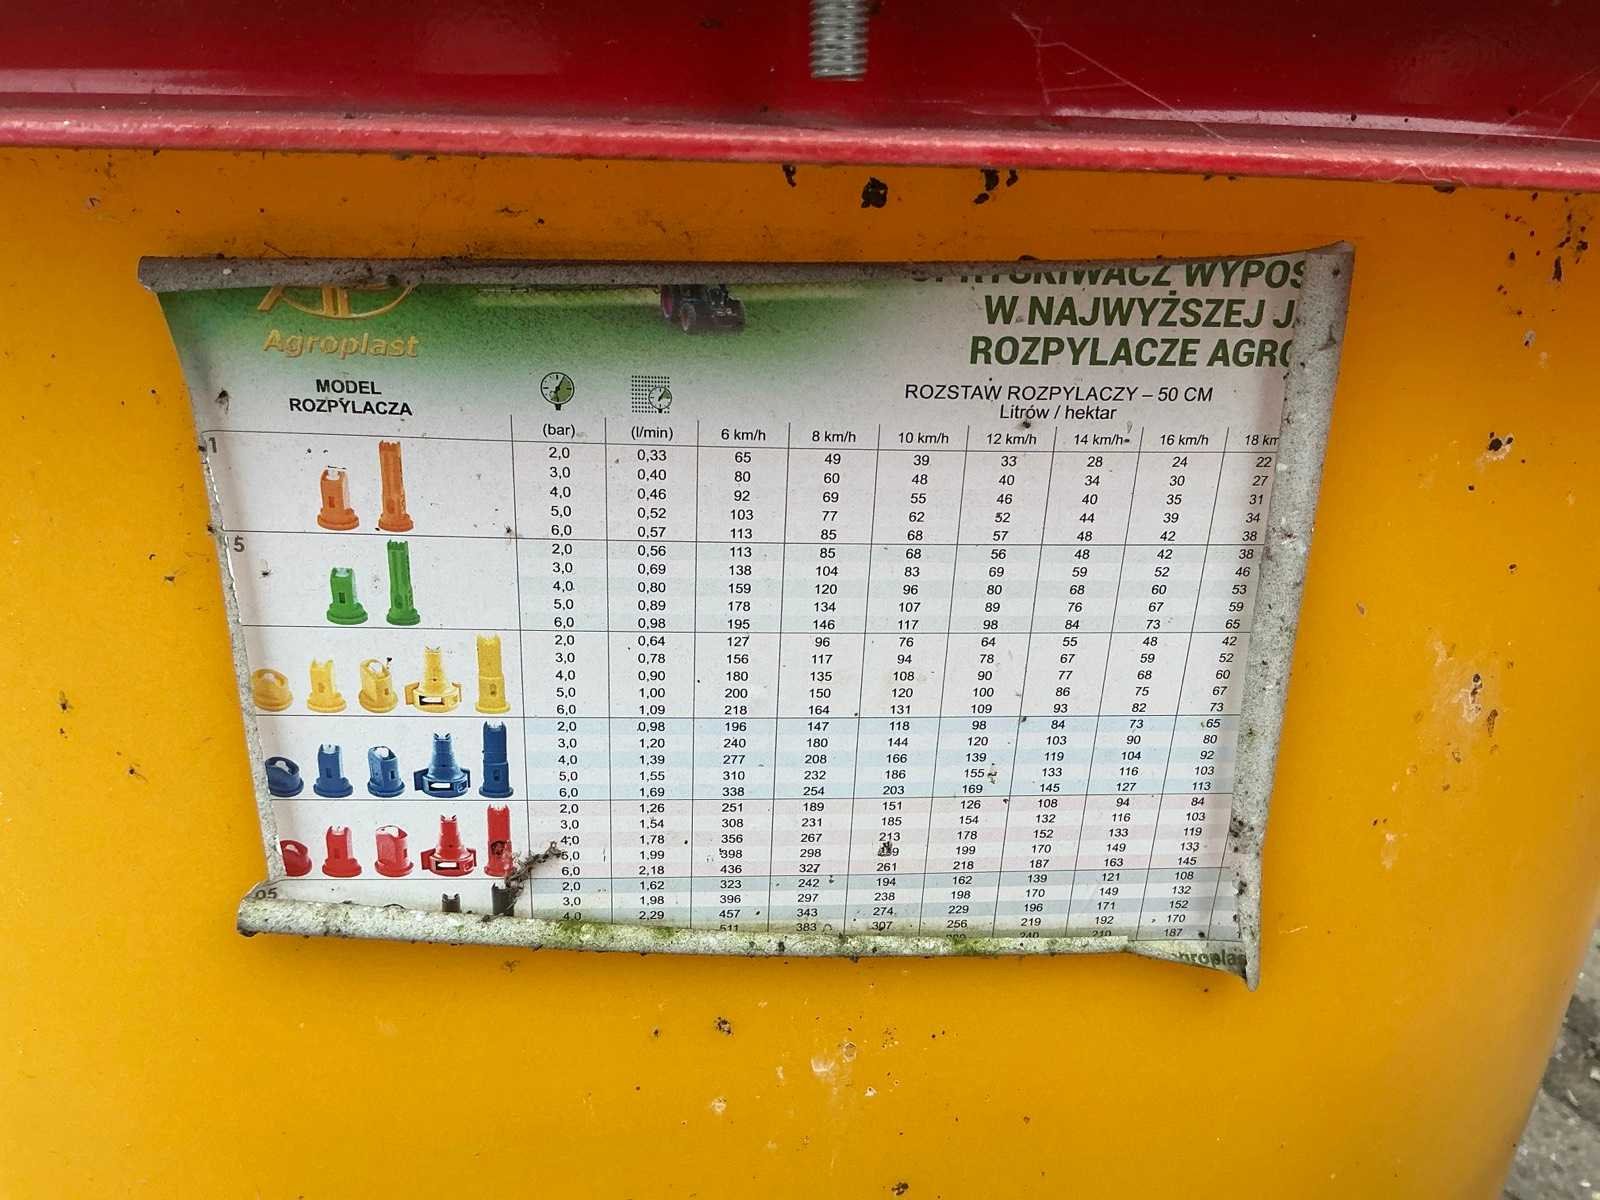 Agroplast
W NAJWYŻSZEJ
ROZPYLACZE
MODEL
ROZPYLACZA
ROZSTAW ROZPYLACZY – 50 CM
Litrów / hektar
(bar) (l/min) 6 km/h 8 km/h 10 km/h 12 km/h 14 km/h 16 km/h 18 km
1
2,0 0,33 65 49 39 33 28 24 22
3,0 0,40 80 60 48 40 34 30 27
4,0 0,46 92 69 55 46 40 35 31
5,0 0,52 103 77 62 52 44 39 34
6,0 0,57 113 85 68 57 48 42 38
5
2,0 0,56 113 85 68 56 48 42 38
3,0 0,69 138 104 83 69 59 52 46
4,0 0,80 159 120 96 80 68 60 53
5,0 0,89 178 134 107 89 76 67 59
6,0 0,98 195 146 117 98 84 73 65
2,0 0,64 127 96 76 64 55 48 42
3,0 0,78 156 117 94 78 67 59 52
4,0 0,90 180 135 108 90 77 68 60
5,0 1,00 200 150 120 100 86 75 67
6,0 1,09 218 164 131 109 93 82 73
2,0 0,98 196 147 118 98 84 73 65
3,0 1,20 240 180 144 120 103 90 80
4,0 1,39 277 208 166 139 119 104 92
5,0 1,55 310 232 186 155 133 116 103
6,0 1,69 338 254 203 169 145 127 113
2,0 1,26 251 189 151 126 108 94 84
3,0 1,54 308 231 185 154 132 116 103
4,0 1,78 356 267 213 178 152 133 119
5,0 1,99 398 298 199 170 149 133
6,0 2,18 436 327 261 218 187 163 145
05
2,0 1,62 323 242 194 162 139 121 108
3,0 1,98 396 297 238 198 170 149 132
4,0 2,29 457 343 274 229 196 171 152
511 383 307 256 219 192 170
187